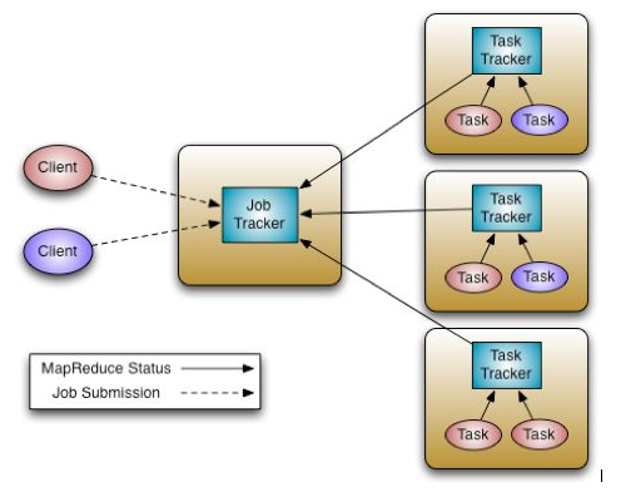 Task
Tracker
Task
Task
Client
Job
Tracker
Task
Tracker
Task
Task
Client
Task
Tracker
Task
Task
MapReduce Status
Job Submission